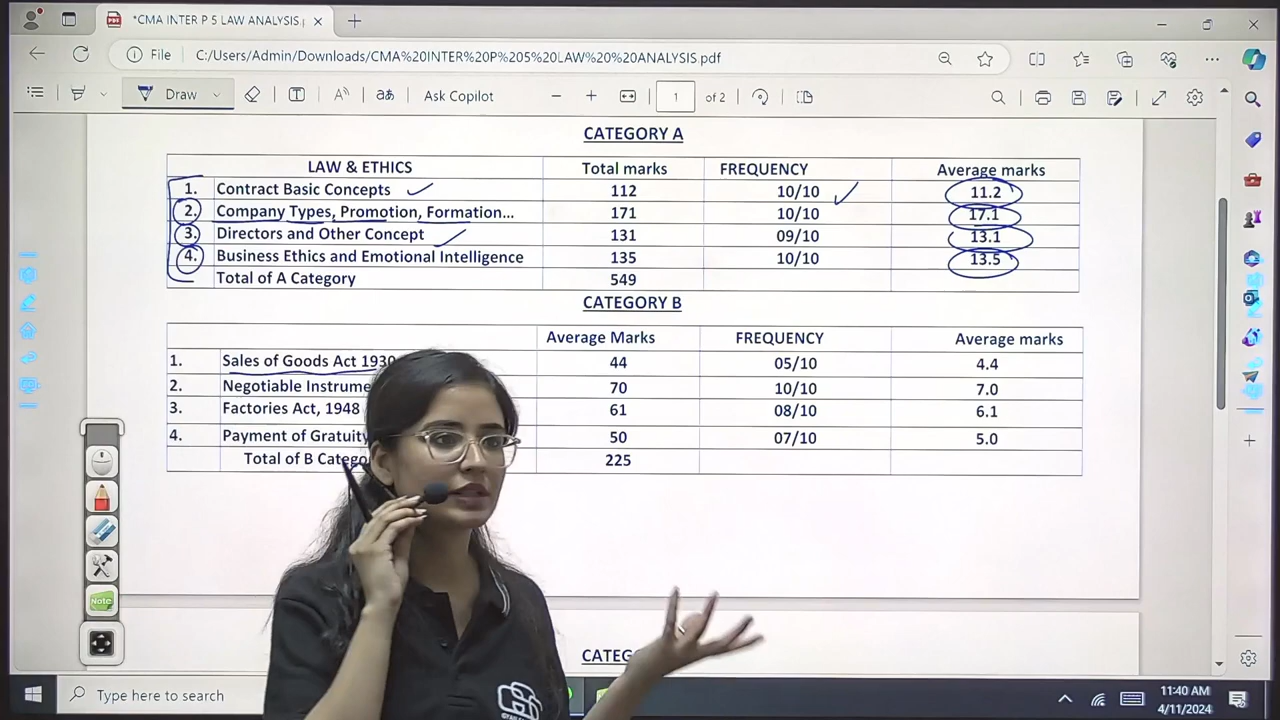 *CMA INTER P 5 LAW ANALYSIS.
File C:/Users/Admin/Downloads/CMA%20INTER%20P%205%20LAW%20%20ANALYSIS.pdf
Draw T A aあ Ask Copilot 1 of 2
CATEGORY A
LAW & ETHICS Total marks FREQUENCY Average marks
1. Contract Basic Concepts 112 10/10 11.2
2. Company Types, Promotion, Formation... 171 10/10 17.1
3. Directors and Other Concept 131 09/10 13.1
4. Business Ethics and Emotional Intelligence 135 10/10 13.5
Total of A Category 549
CATEGORY B
Average Marks FREQUENCY Average marks
1. Sales of Goods Act 1930 44 05/10 4.4
2. Negotiable Instrume 70 10/10 7.0
3. Factories Act, 1948 61 08/10 6.1
4. Payment of Gratuity 50 07/10 5.0
Total of B Catego 225
Note
CATEG
Type here to search
11:40 AM
4/11/2024